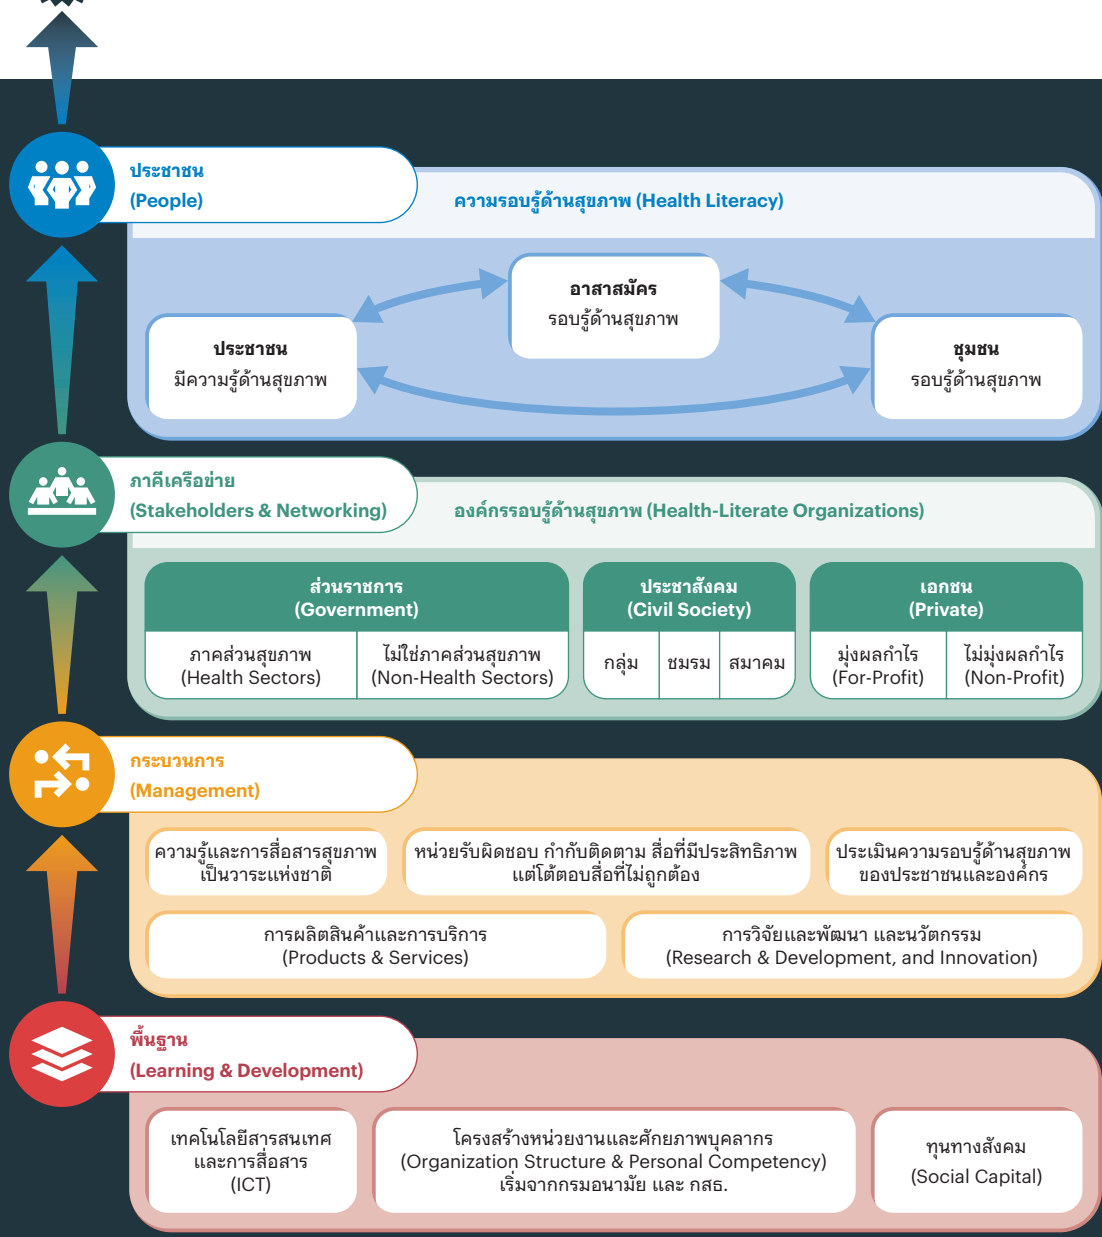 ประชาชน
(People)
ความรอบรู้ด้านสุขภาพ (Health Literacy)
อาสาสมัคร
รอบรู้ด้านสุขภาพ
ประชาชน
มีความรู้ด้านสุขภาพ
ชุมชน
รอบรู้ด้านสุขภาพ
ภาคีเครือข่าย
(Stakeholders & Networking)
องค์กรรอบรู้ด้านสุขภาพ (Health-Literate Organizations)
ส่วนราชการ
(Government)
ภาคส่วนสุขภาพ
(Health Sectors)
ไม่ใช่ภาคส่วนสุขภาพ
(Non-Health Sectors)
ประชาสังคม
(Civil Society)
กลุ่ม
ชมรม
สมาคม
เอกชน
(Private)
มุ่งผลกำไร
(For-Profit)
ไม่มุ่งผลกำไร
(Non-Profit)
กระบวนการ
(Management)
ความรู้และการสื่อสารสุขภาพ
เป็นวาระแห่งชาติ
หน่วยรับผิดชอบ กำกับติดตาม สื่อที่มีประสิทธิภาพ
แต่โต้ตอบสื่อที่ไม่ถูกต้อง
ประเมินความรอบรู้ด้านสุขภาพ
ของประชาชนและองค์กร
การผลิตสินค้าและการบริการ
(Products & Services)
การวิจัยและพัฒนา และนวัตกรรม
(Research & Development, and Innovation)
พื้นฐาน
(Learning & Development)
เทคโนโลยีสารสนเทศ
และการสื่อสาร
(ICT)
โครงสร้างหน่วยงานและศักยภาพบุคลากร
(Organization Structure & Personal Competency)
เริ่มจากกรมอนามัย และ กสธ.
ทุนทางสังคม
(Social Capital)